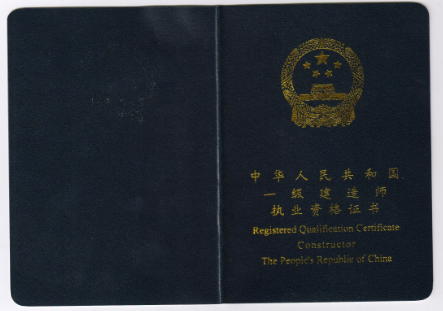 中华人民共和国
一级建造师
执业资格证书
Registered Qualification Certificate
Constructor
The People's Republic of China